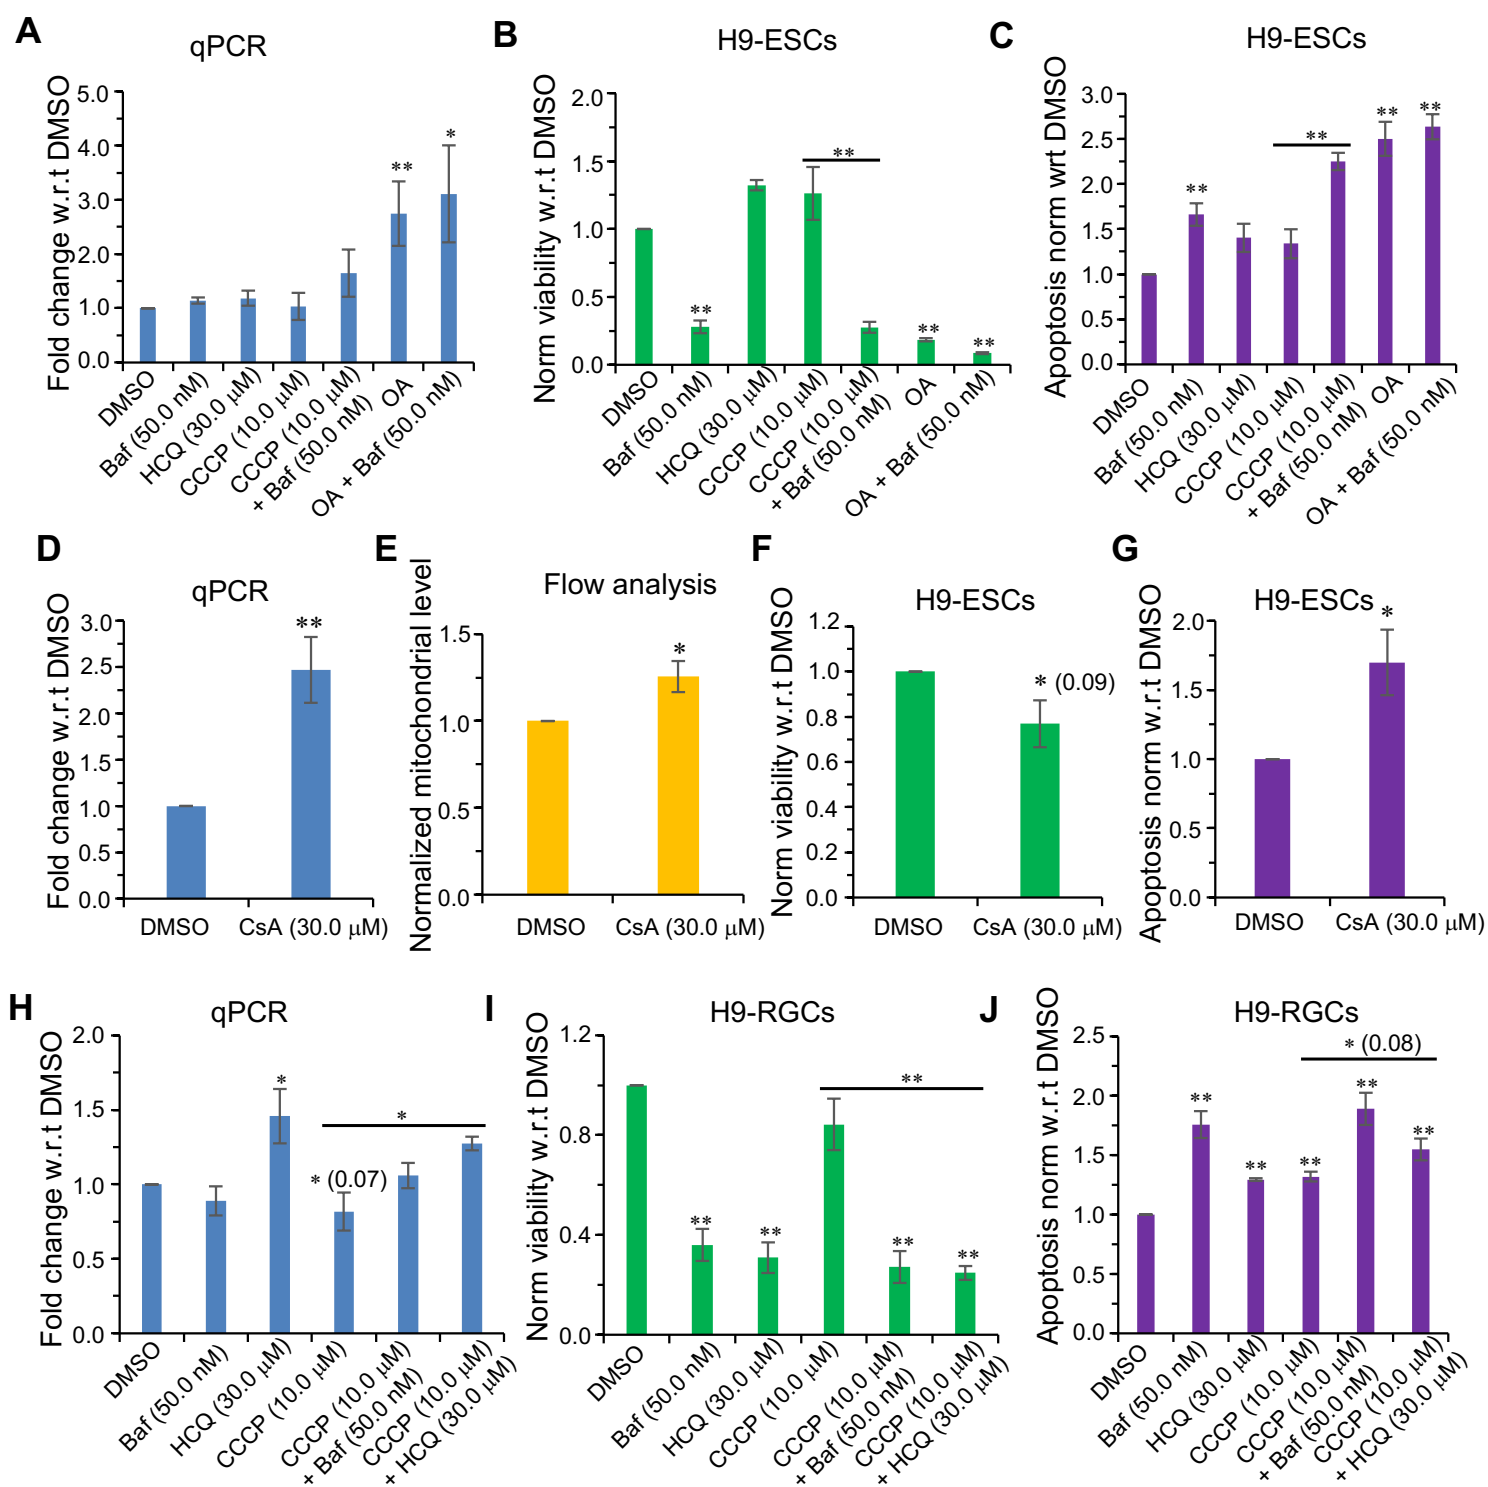 A
qPCR
Fold change w.r.t DMSO
5.0
4.0
3.0
2.0
1.0
0.0
**
*
DMSO
Baf (50.0 nM)
HCQ (30.0 μM)
CCCP (10.0 μM)
CCCP (10.0 μM)
+ Baf (50.0 nM)
OA
OA + Baf (50.0 nM)
B
H9-ESCs
Norm viability w.r.t DMSO
2.0
1.5
1.0
0.5
0.0
**
**
**
**
DMSO
Baf (50.0 nM)
HCQ (30.0 μM)
CCCP (10.0 μM)
CCCP (10.0 μM)
+ Baf (50.0 nM)
OA
OA + Baf (50.0 nM)
C
H9-ESCs
Apoptosis norm wrt DMSO
3.0
2.5
2.0
1.5
1.0
0.5
0.0
**
**
**
**
DMSO
Baf (50.0 nM)
HCQ (30.0 μM)
CCCP (10.0 μM)
CCCP (10.0 μM)
+ Baf (50.0 nM)
OA
OA + Baf (50.0 nM)
D
qPCR
Fold change w.r.t DMSO
3.0
2.5
2.0
1.5
1.0
0.5
0.0
**
DMSO
CsA (30.0 μM)
E
Flow analysis
Normalized mitochondrial level
1.5
1.0
0.5
0.0
*
DMSO
CsA (30.0 μM)
F
H9-ESCs
Norm viability w.r.t DMSO
1.2
1.0
0.8
0.6
0.4
0.2
0.0
* (0.09)
DMSO
CsA (30.0 μM)
G
H9-ESCs
Apoptosis norm w.r.t DMSO
2.0
1.5
1.0
0.5
0.0
*
DMSO
CsA (30.0 μM)
H
qPCR
Fold change w.r.t DMSO
2.0
1.5
1.0
0.5
0.0
*
* (0.07)
*
DMSO
Baf (50.0 nM)
HCQ (30.0 μM)
CCCP (10.0 μM)
CCCP (10.0 μM)
+ Baf (50.0 nM)
CCCP (10.0 μM)
+ HCQ (30.0 μM)
I
H9-RGCs
Norm viability w.r.t DMSO
1.2
0.8
0.4
0.0
**
**
**
**
**
DMSO
Baf (50.0 nM)
HCQ (30.0 μM)
CCCP (10.0 μM)
CCCP (10.0 μM)
+ Baf (50.0 nM)
CCCP (10.0 μM)
+ HCQ (30.0 μM)
J
H9-RGCs
Apoptosis norm w.r.t DMSO
2.5
2.0
1.5
1.0
0.5
0.0
* (0.08)
**
**
**
**
**
DMSO
Baf (50.0 nM)
HCQ (30.0 μM)
CCCP (10.0 μM)
CCCP (10.0 μM)
+ Baf (50.0 nM)
CCCP (10.0 μM)
+ HCQ (30.0 μM)